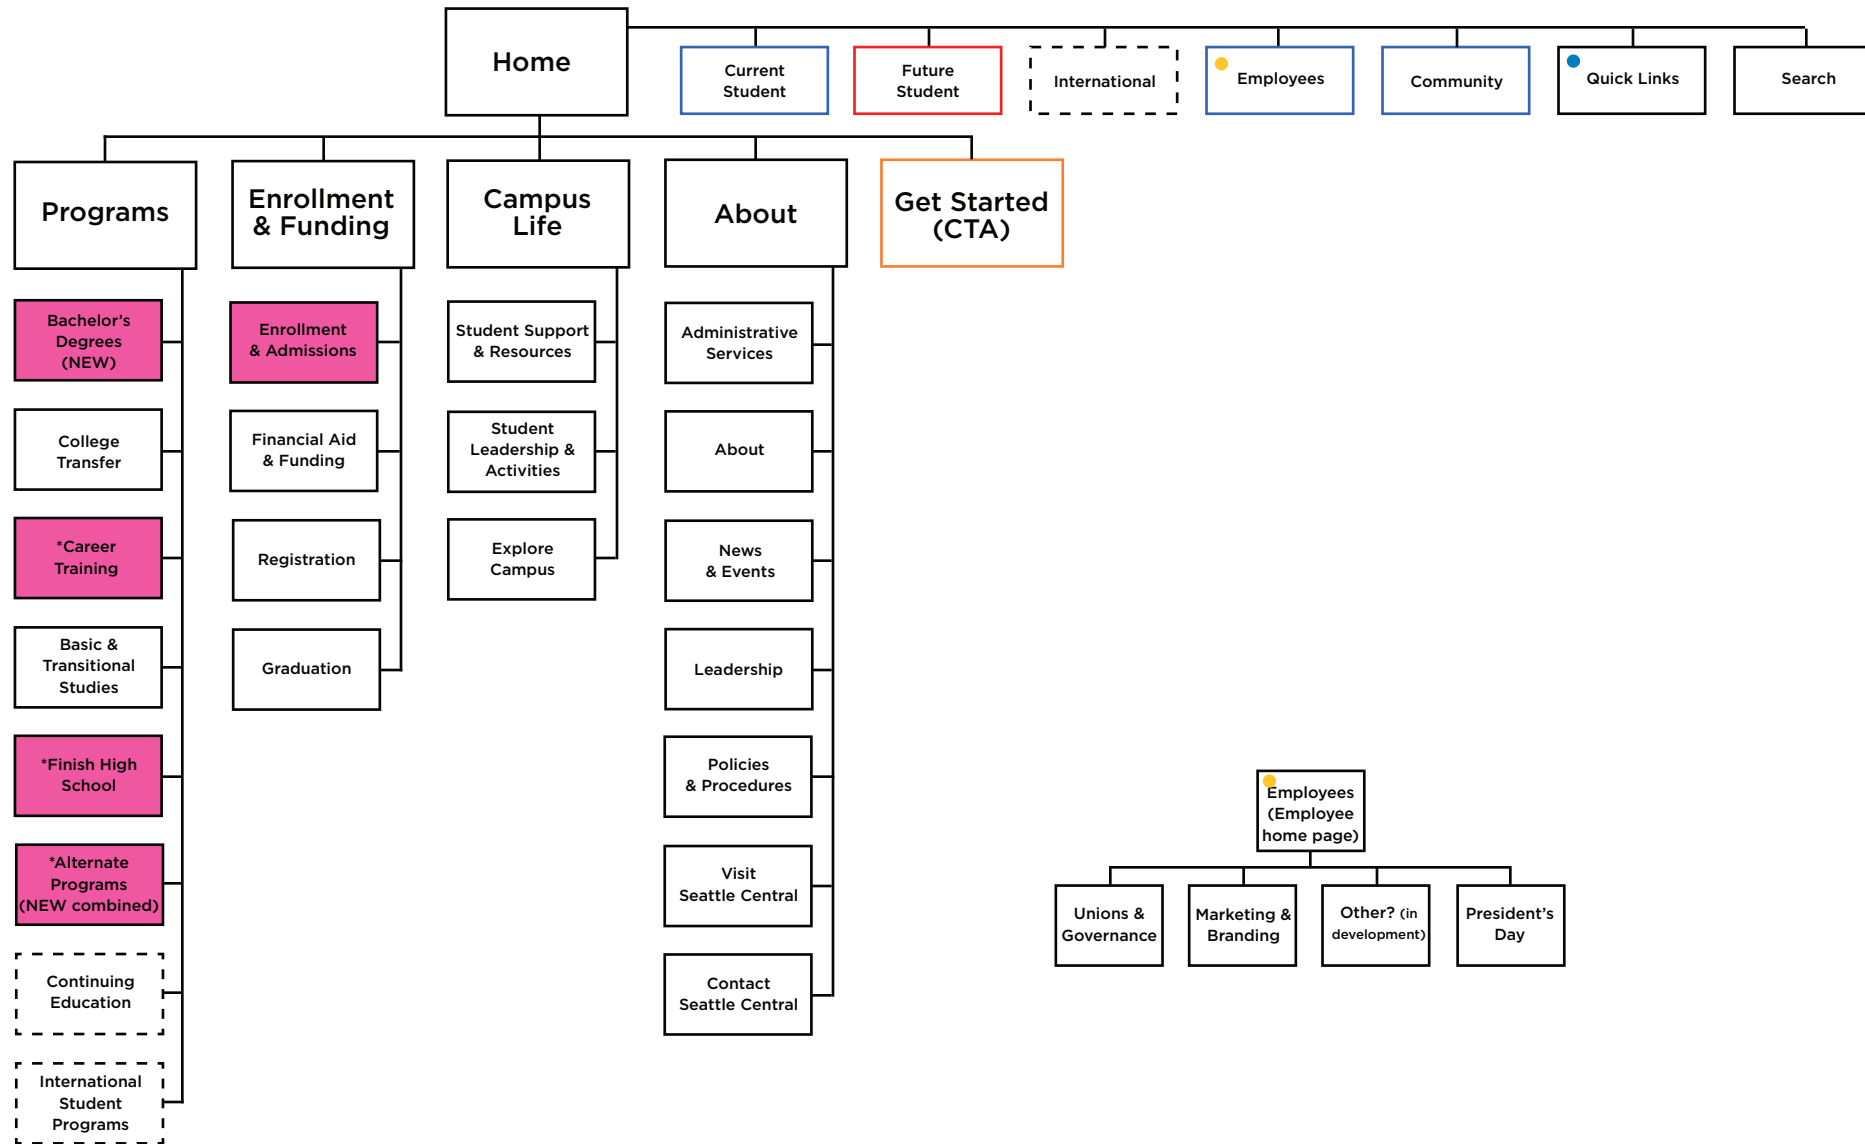 Home
Current
Student
Future
Student
International
Employees
Community
Quick Links
Search
Programs
Enrollment
& Funding
Campus
Life
About
Get Started
(CTA)
Bachelor's
Degrees
(NEW)
College
Transfer
*Career
Training
Basic &
Transitional
Studies
*Finish High
School
*Alternate
Programs
(NEW combined)
Continuing
Education
International
Student
Programs
Enrollment
& Admissions
Financial Aid
& Funding
Registration
Graduation
Student Support
& Resources
Student
Leadership &
Activities
Explore
Campus
Administrative
Services
About
News
& Events
Leadership
Policies
& Procedures
Visit
Seattle Central
Contact
Seattle Central
Employees
(Employee
home page)
Unions &
Governance
Marketing &
Branding
Other? (in
development)
President's
Day